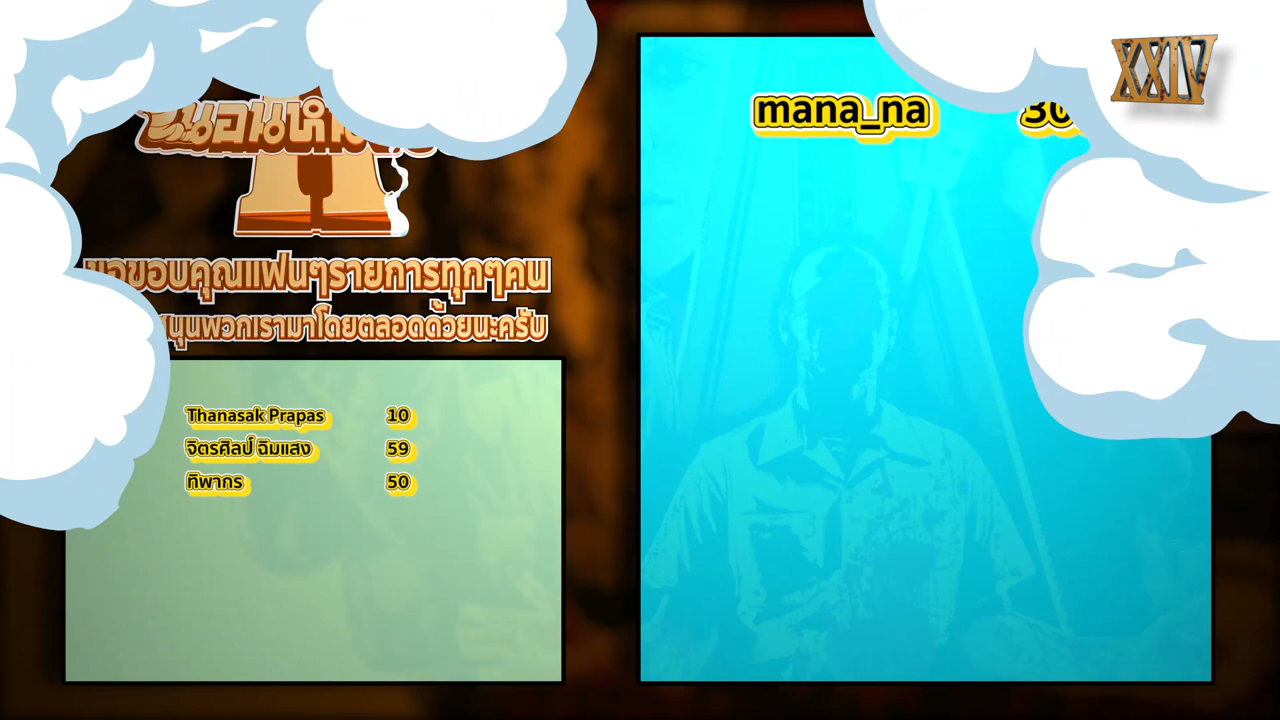 ขอขอบคุณแฟนๆรายการทุกๆคน
สนุนพวกเรามาโดยตลอดด้วยนะครับ
Thanasak Prapas 10
จิตรศิลป์ ฉิมแสง 59
ทิพากร 50
mana_na
XXIV